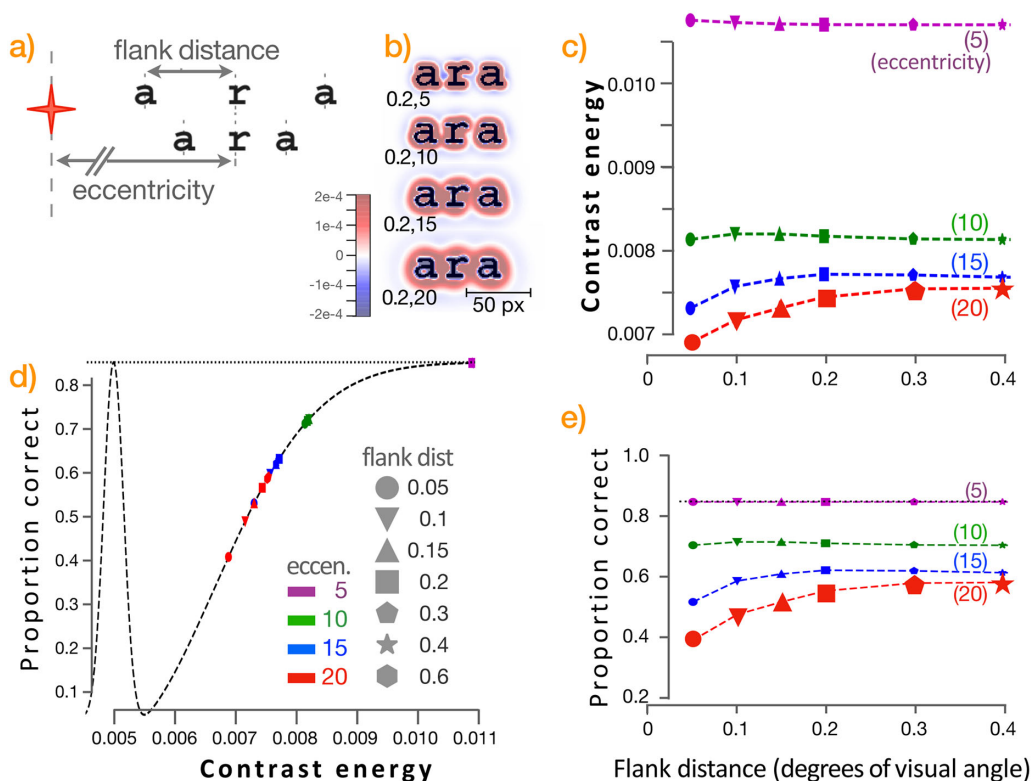 a)
flank distance
a r a
a r a
eccentricity
b)
ara
0.2,5
ara
0.2,10
ara
0.2,15
ara
0.2,20
50 px
2e-4
1e-4
0
-1e-4
-2e-4
c)
Contrast energy
0.010
0.009
0.008
0.007
0 0.1 0.2 0.3 0.4
(5)
(eccentricity)
(10)
(15)
(20)
d)
Proportion correct
0.8
0.7
0.6
0.5
0.4
0.3
0.2
0.1
0.005 0.006 0.007 0.008 0.009 0.010 0.011
Contrast energy
eccen.
5
10
15
20
flank dist
0.05
0.1
0.15
0.2
0.3
0.4
0.6
e)
Proportion correct
1.0
0.8
0.6
0.4
0.2
(5)
(10)
(15)
(20)
0 0.1 0.2 0.3 0.4
Flank distance (degrees of visual angle)